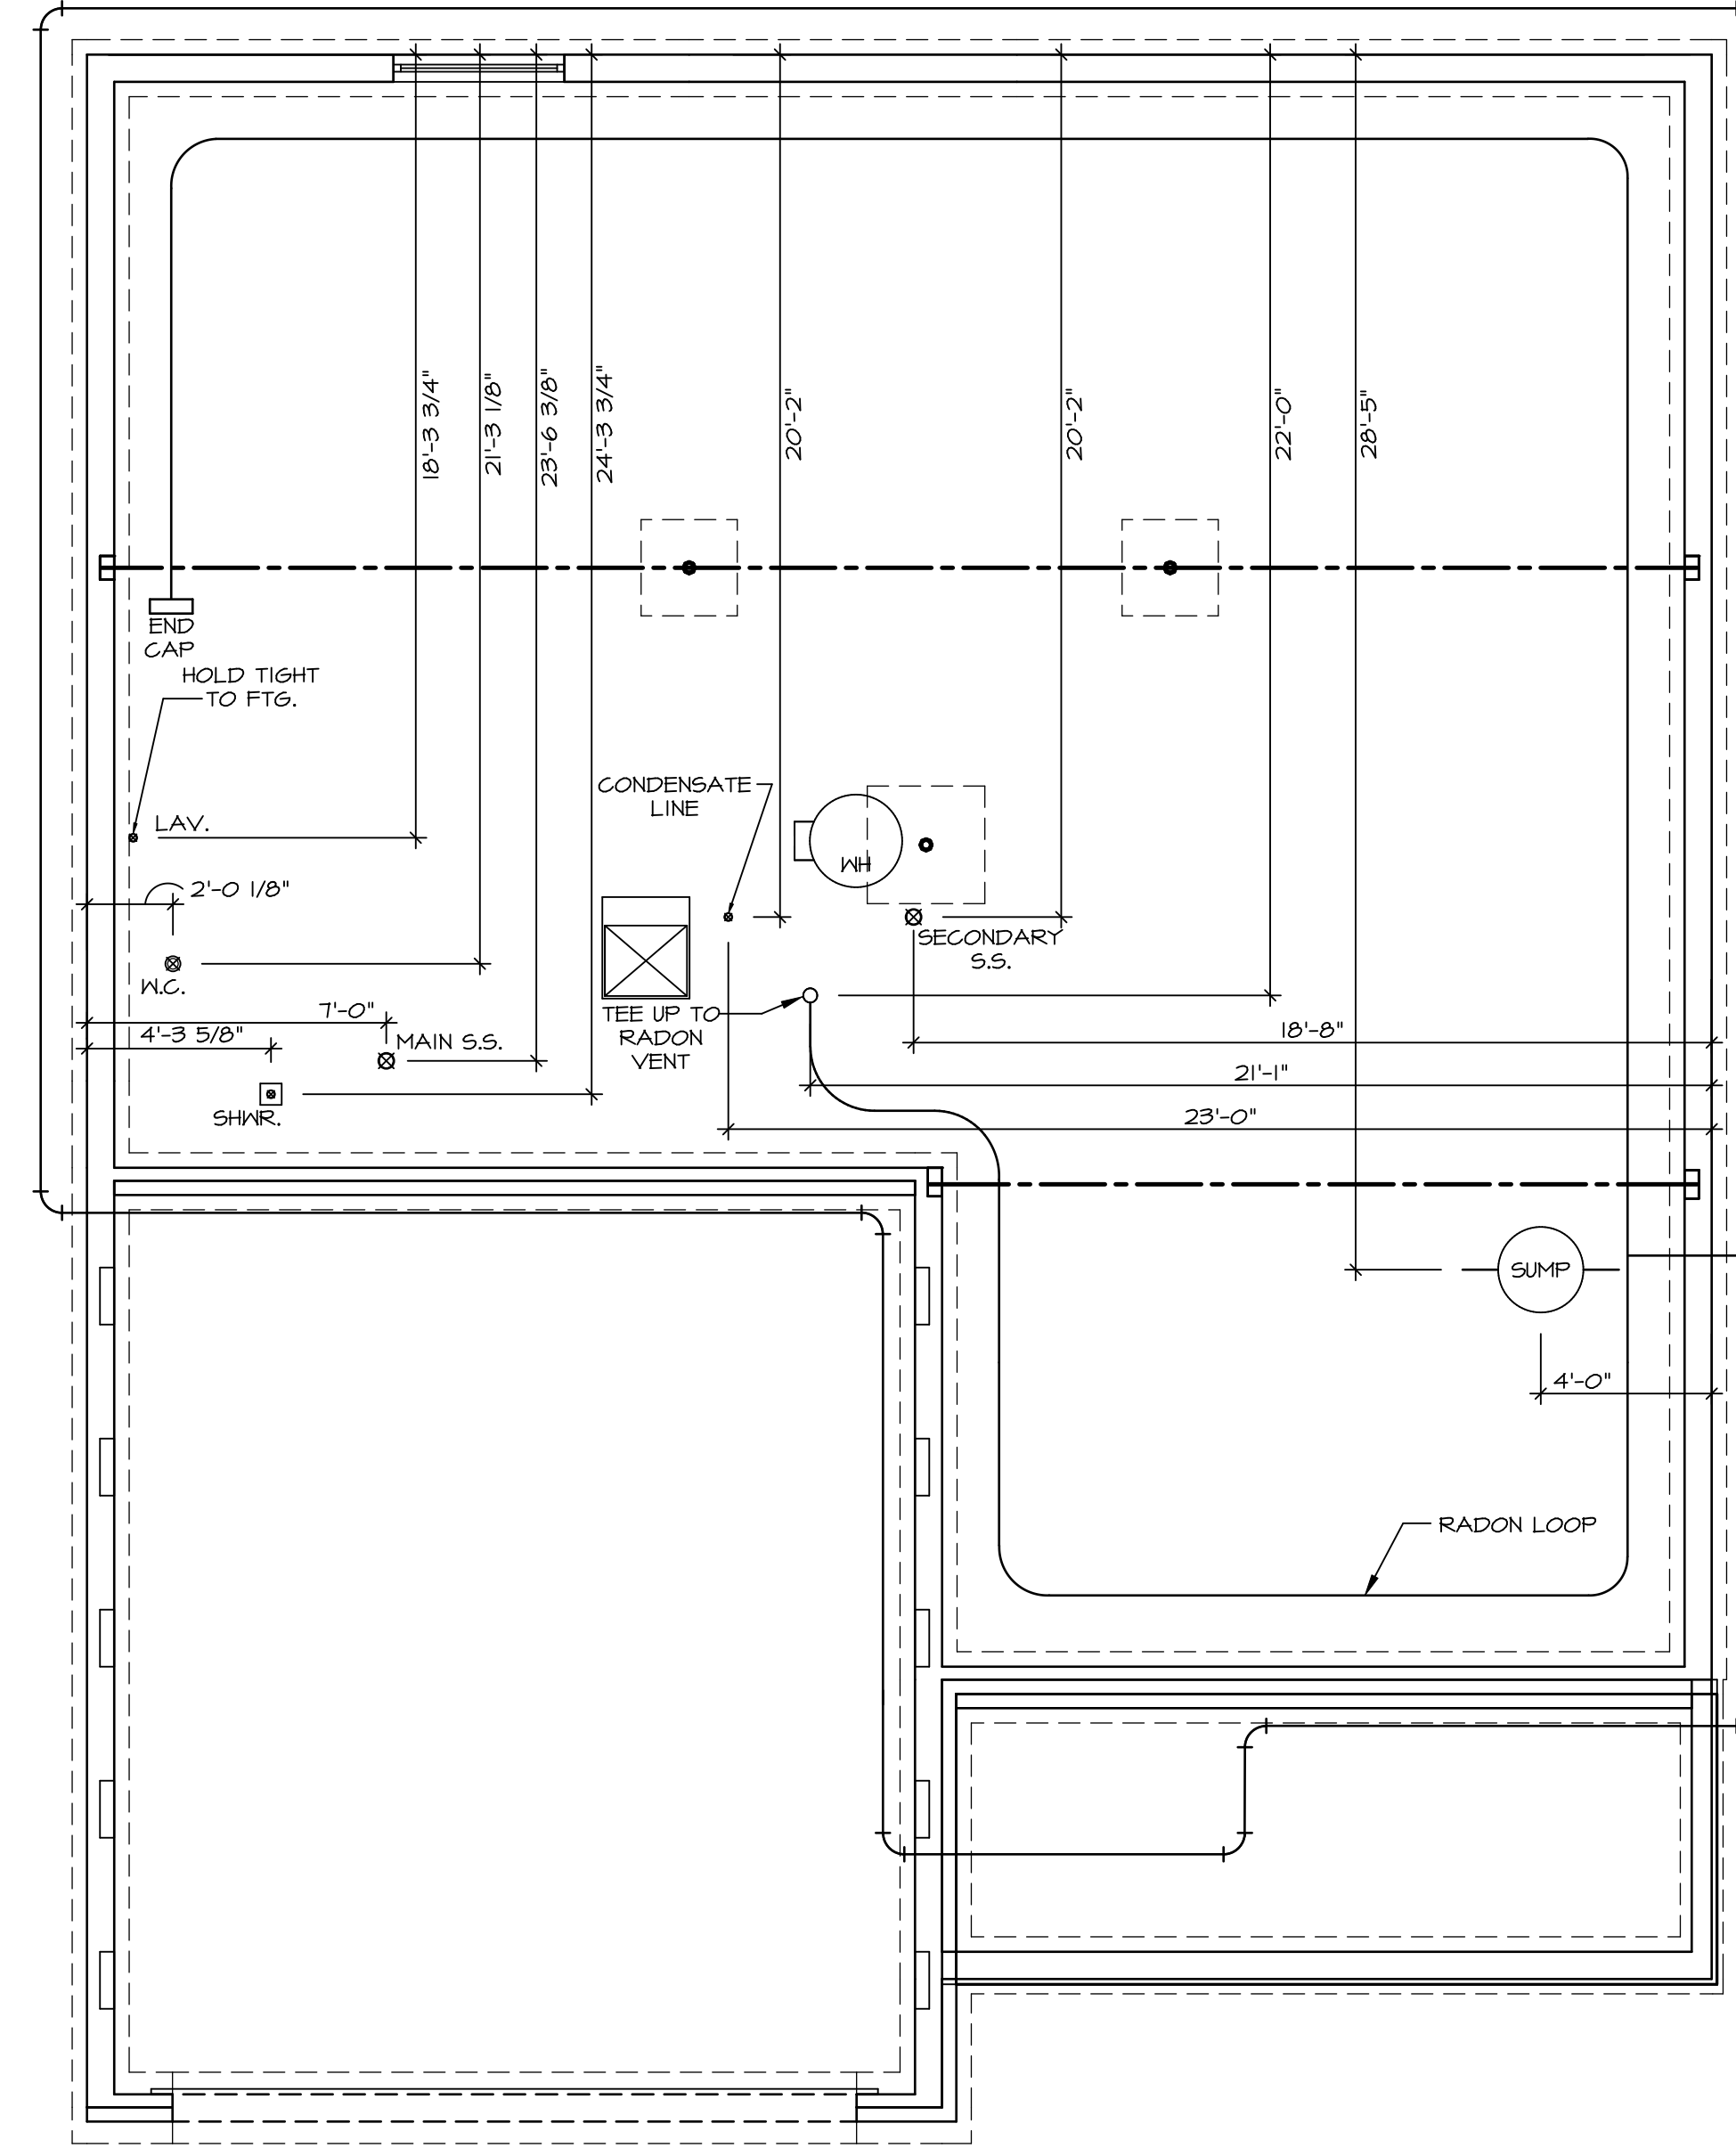 18'-3 3/4"
21'-3 1/8"
23'-6 3/8"
24'-3 3/4"
20'-2"
20'-2"
22'-0"
28'-5"
END
CAP
HOLD TIGHT
TO FTG.
CONDENSATE
LINE
LAV.
WH
2'-0 1/8"
SECONDARY
S.S.
W.C.
7'-0"
TEE UP TO
RADON
VENT
4'-3 5/8"
MAIN S.S.
18'-8"
21'-1"
SHWR.
23'-0"
SUMP
4'-0"
RADON LOOP